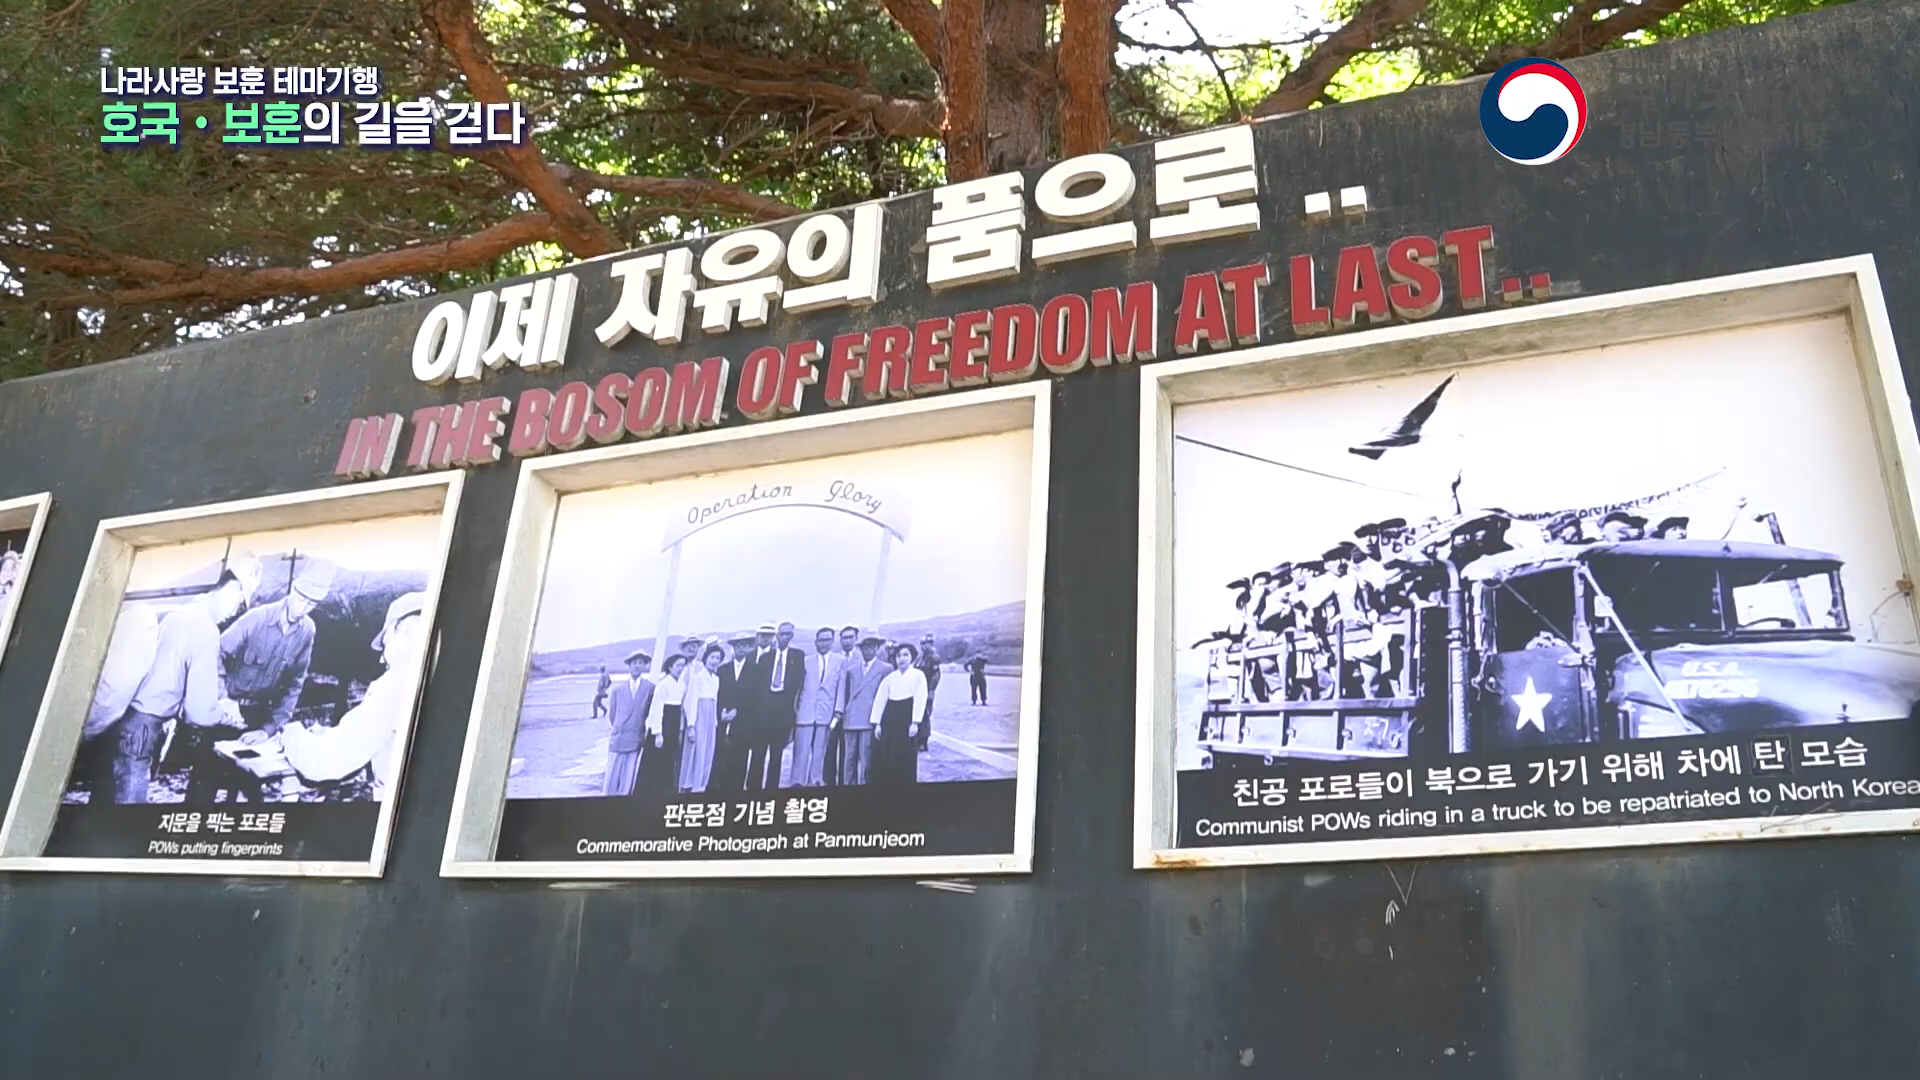 나라사랑 보훈 테마기행
호국·보훈의 길을 걷다
이제 자유의 품으로..
IN THE BOSOM OF FREEDOM AT LAST..
지문을 찍는 포로들
POWs putting fingerprints
Operation Glory
판문점 기념 촬영
Commemorative Photograph at Panmunjeom
U.S.A.
친공 포로들이 북으로 가기 위해 차에 탄 모습
Communist POWs riding in a truck to be repatriated to North Korea